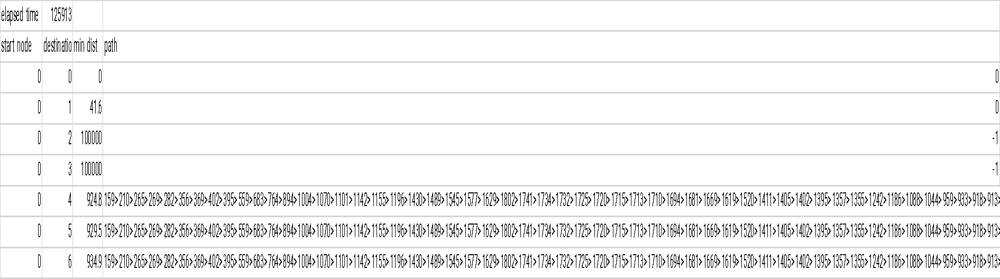 elapsed time 125913
start node destinatio min dist path
0 0 0 0
0 1 41.6 0
0 2 100000 -1
0 3 100000 -1
0 4 924.8 159>210>265>269>282>356>369>402>395>559>683>764>894>1004>1070>1101>1142>1155>1196>1430>1489>1545>1577>1629>1802>1741>1734>1732>1725>1720>1715>1713>1710>1694>1681>1669>1619>1520>1411>1405>1402>1395>1357>1355>1242>1186>1088>1044>959>933>918>913>
0 5 929.5 159>210>265>269>282>356>369>402>395>559>683>764>894>1004>1070>1101>1142>1155>1196>1430>1489>1545>1577>1629>1802>1741>1734>1732>1725>1720>1715>1713>1710>1694>1681>1669>1619>1520>1411>1405>1402>1395>1357>1355>1242>1186>1088>1044>959>933>918>913>
0 6 934.9 159>210>265>269>282>356>369>402>395>559>683>764>894>1004>1070>1101>1142>1155>1196>1430>1489>1545>1577>1629>1802>1741>1734>1732>1725>1720>1715>1713>1710>1694>1681>1669>1619>1520>1411>1405>1402>1395>1357>1355>1242>1186>1088>1044>959>933>918>913>